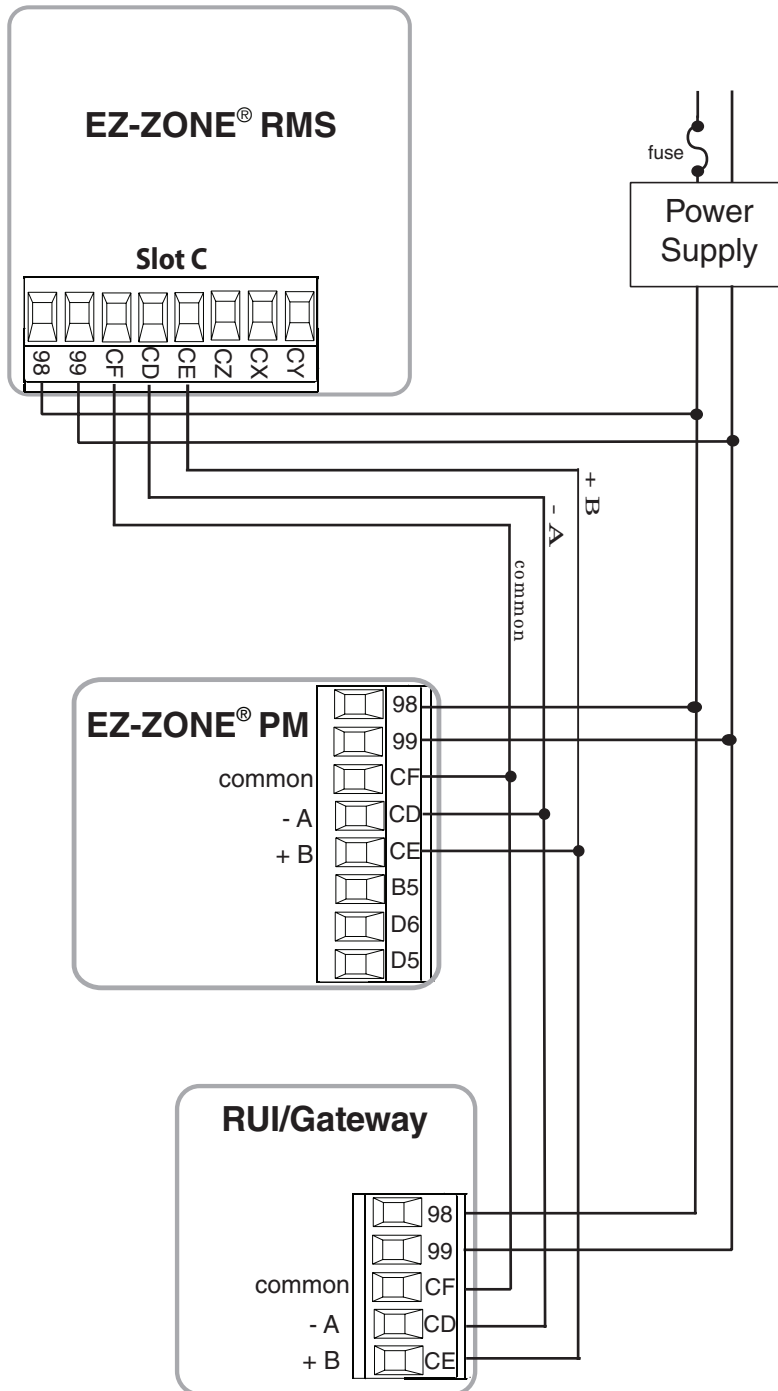 EZ-ZONE® RMS
fuse
Power
Supply
Slot C
98 99 CF CD CE CZ CX CY
+ B
- A
common
EZ-ZONE® PM
98
99
common CF
- A CD
+ B CE
B5
D6
D5
RUI/Gateway
98
99
common CF
- A CD
+ B CE